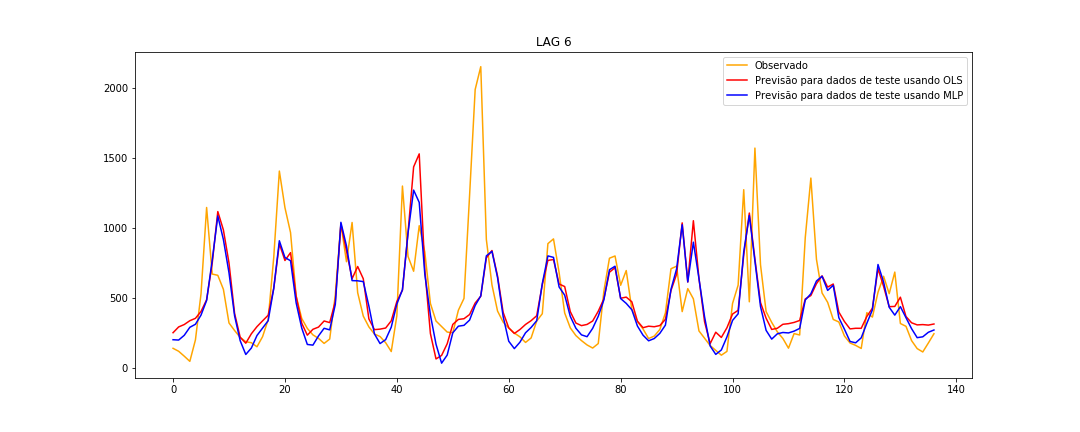 LAG 6
Observado
Previsão para dados de teste usando OLS
Previsão para dados de teste usando MLP
2000
1500
1000
500
0
0 20 40 60 80 100 120 140